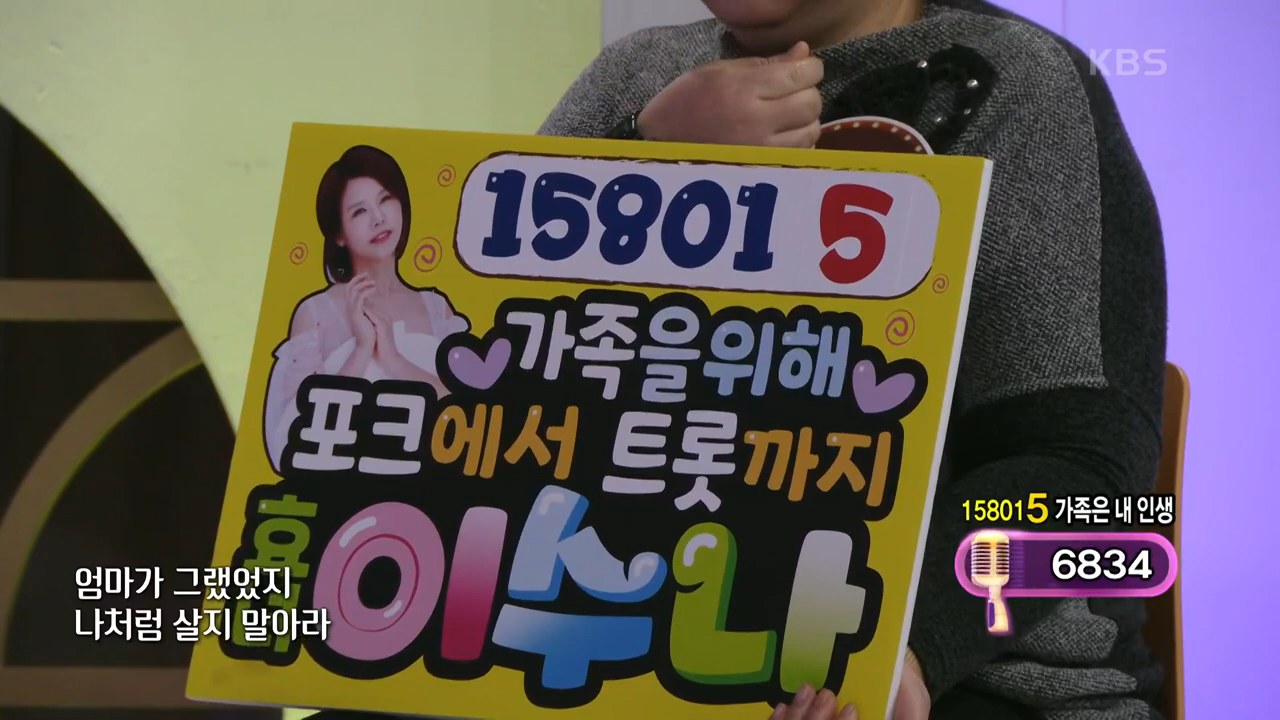 KBS
15801 5
가족을위해
포크에서 트롯까지
이수나
158015 가족은 내 인생
6834
엄마가 그랬었지
나처럼 살지 말아라